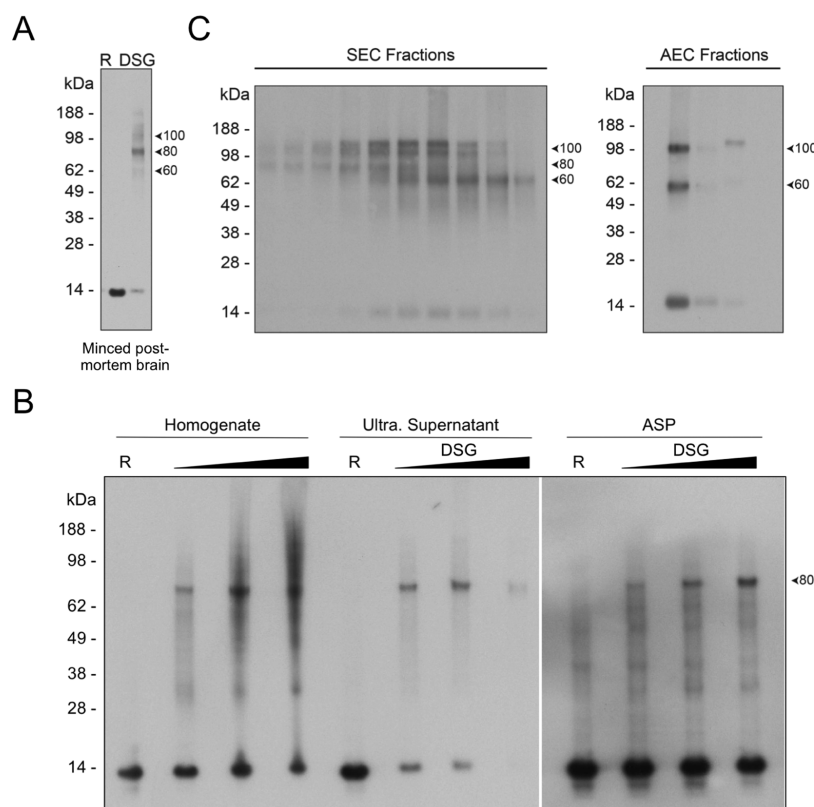 A
R DSG
kDa
188 -
98 -
62 -
49 -
38 -
28 -
14 -
100
80
60
Minced post-
mortem brain
C
SEC Fractions
kDa
188 -
98 -
62 -
49 -
38 -
28 -
14 -
100
80
60
AEC Fractions
kDa
188 -
98 -
62 -
49 -
38 -
28 -
14 -
100
60
B
Homogenate
R
Ultra. Supernatant
DSG
R
ASP
DSG
R
kDa
188 -
98 -
62 -
49 -
38 -
28 -
14 -
80